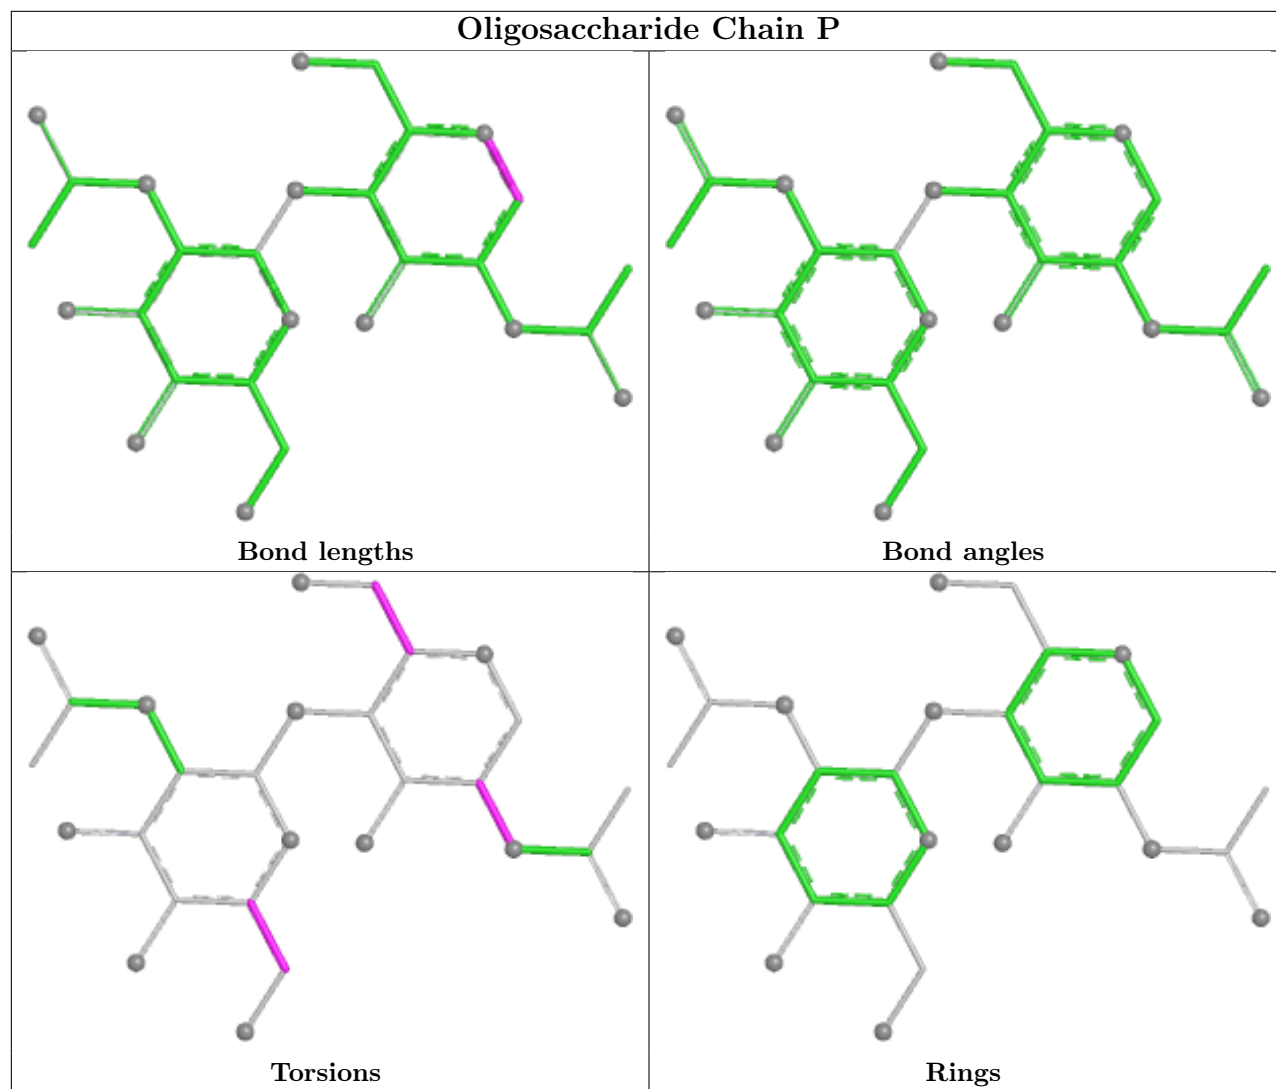 Oligosaccharide Chain P
Bond lengths
Bond angles
Torsions
Rings